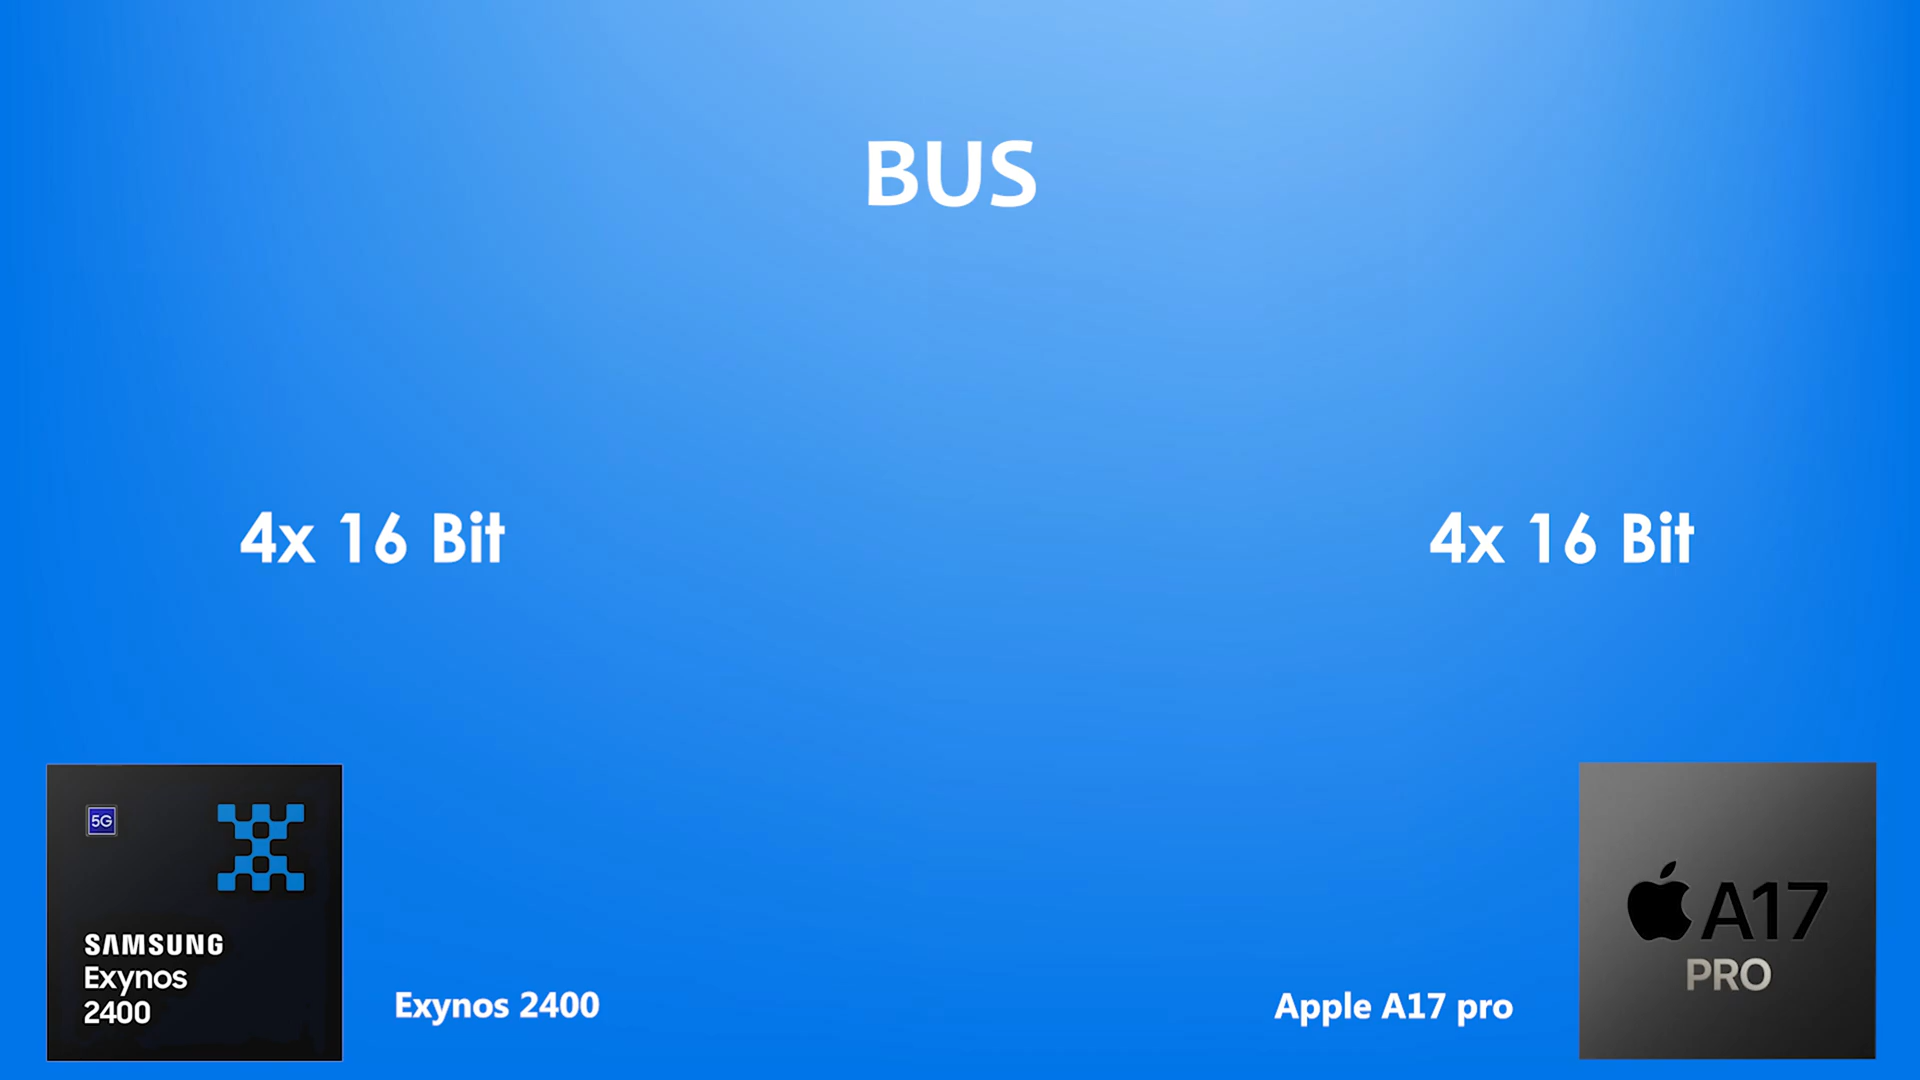 BUS
4x 16 Bit
4x 16 Bit
5G
SAMSUNG
Exynos
2400
Exynos 2400
Apple A17 pro
A17
PRO